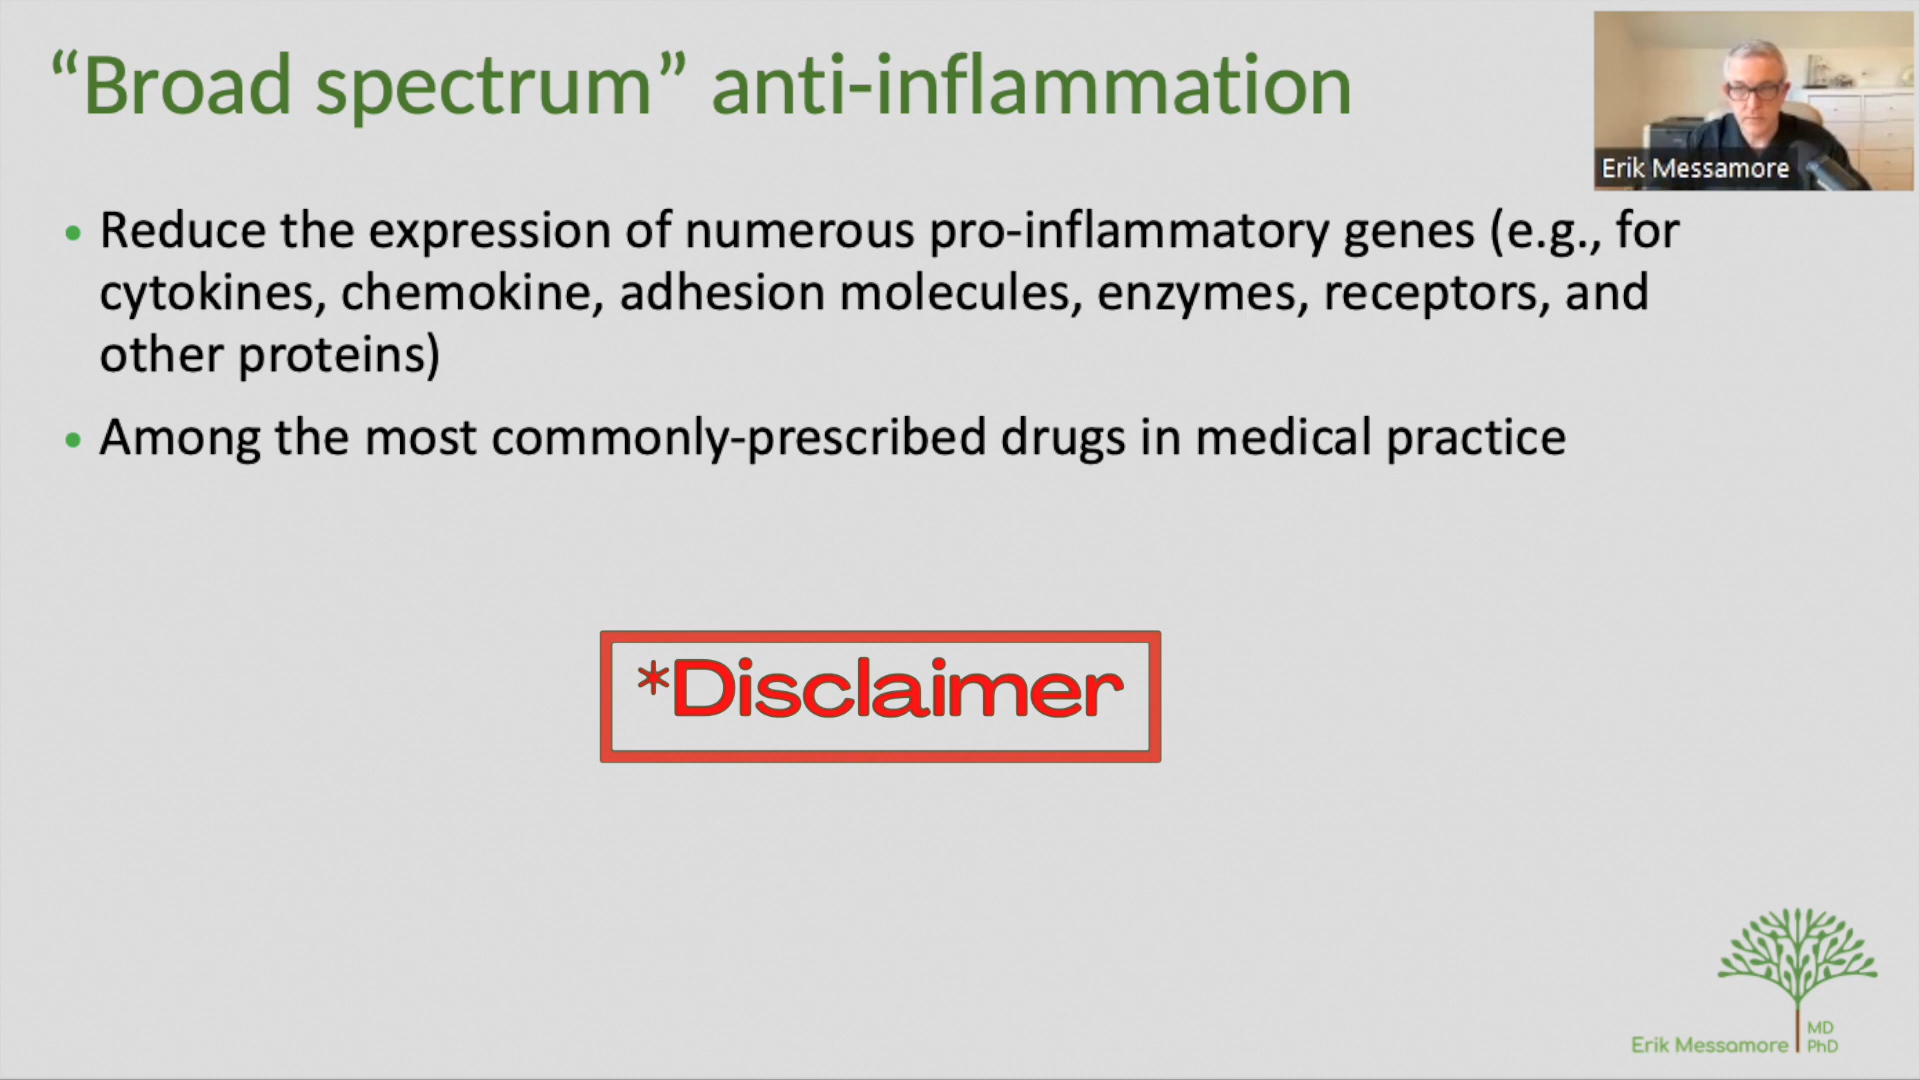 “Broad spectrum” anti-inflammation
Erik Messamore
• Reduce the expression of numerous pro-inflammatory genes (e.g., for
cytokines, chemokine, adhesion molecules, enzymes, receptors, and
other proteins)
• Among the most commonly-prescribed drugs in medical practice
*Disclaimer
Erik Messamore
MD
PhD